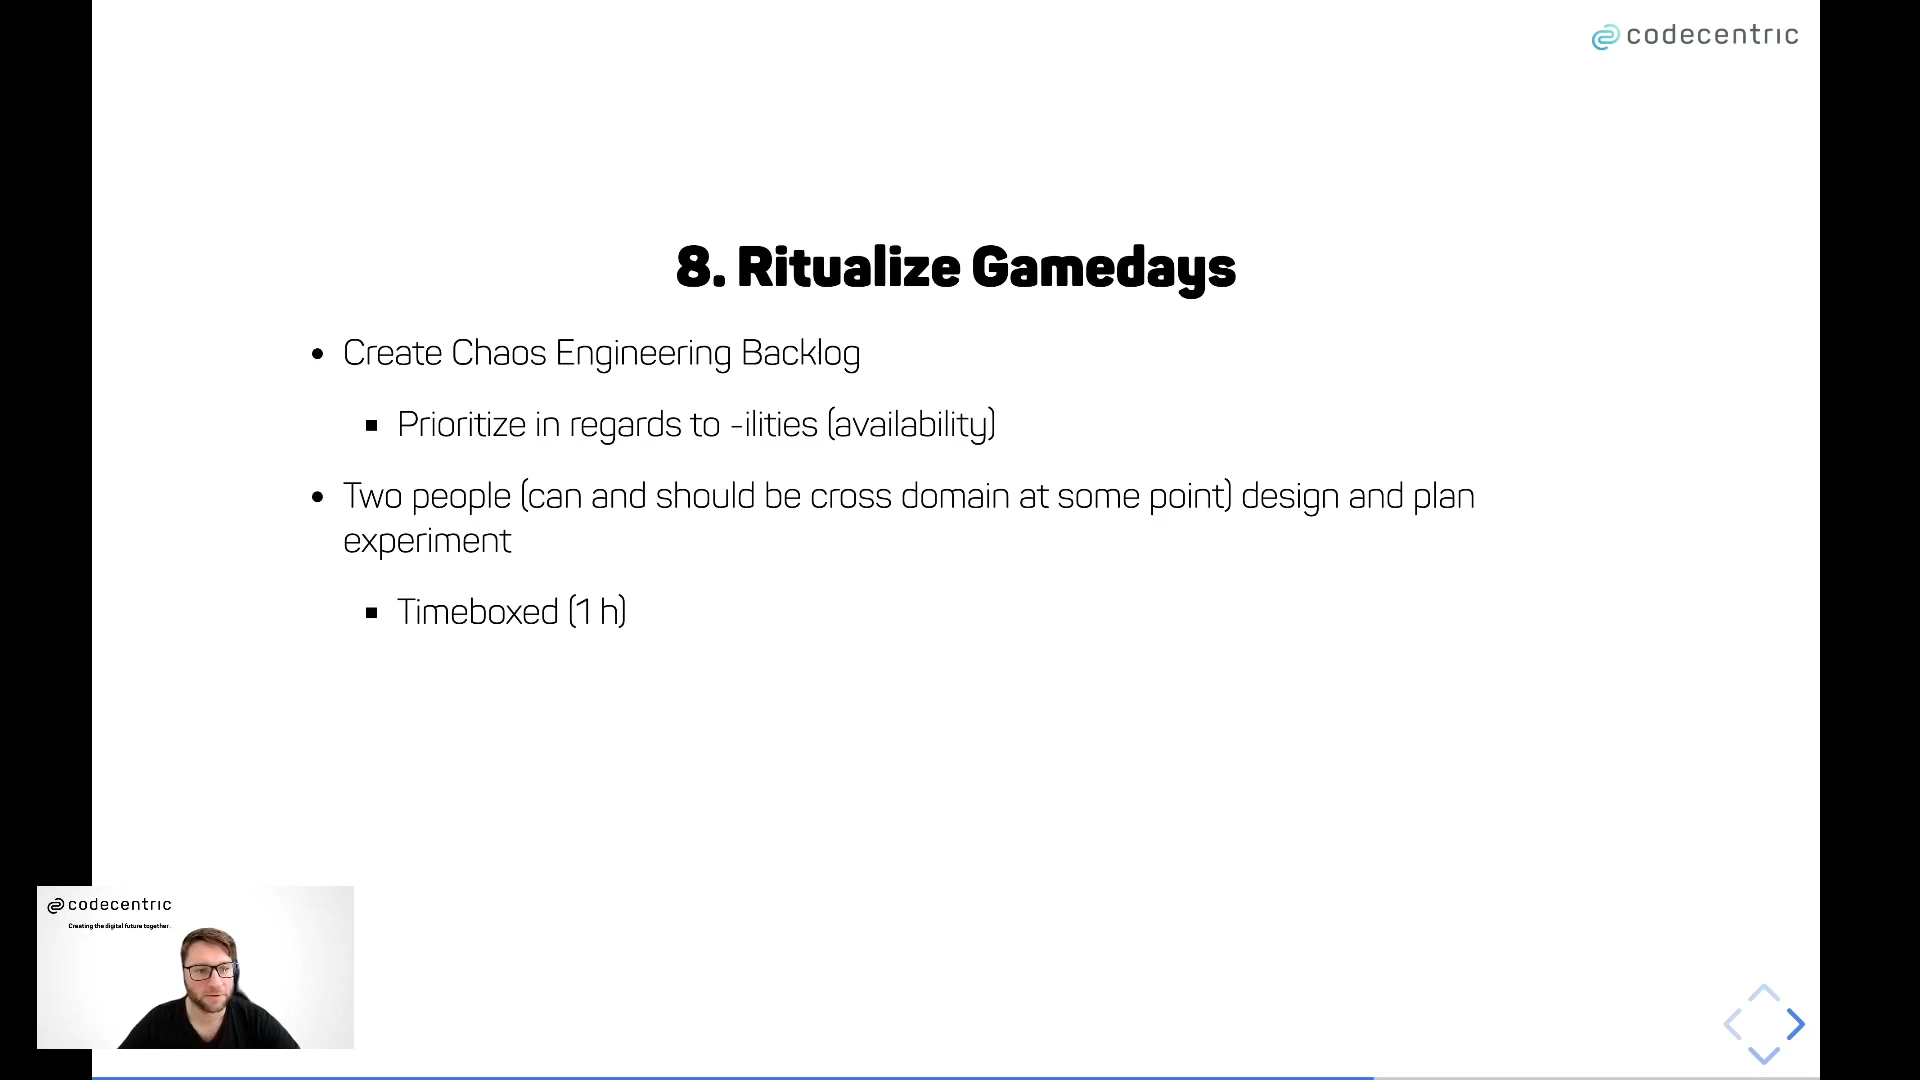 codecentric
8. Ritualize Gamedays
• Create Chaos Engineering Backlog
▪ Prioritize in regards to -ilities (availability)
• Two people (can and should be cross domain at some point) design and plan
experiment
▪ Timeboxed (1 h)
codecentric
Creating the digital future together.